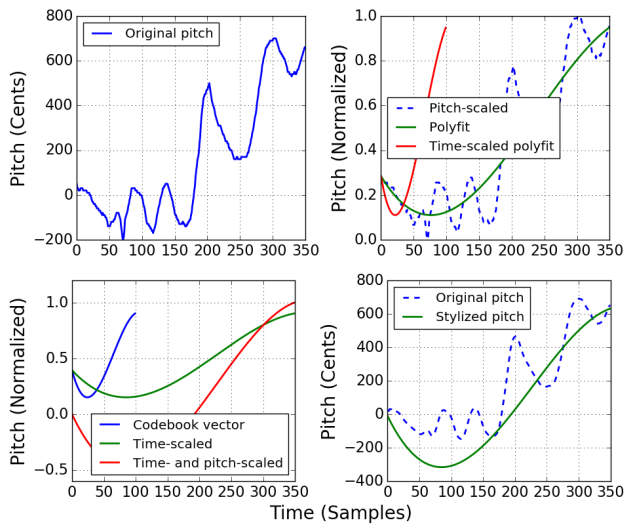 800
600
400
200
0
−200
Pitch (Cents)
Original pitch
0 50 100 150 200 250 300 350
1.0
0.8
0.6
0.4
0.2
0.0
Pitch (Normalized)
Pitch-scaled
Polyfit
Time-scaled polyfit
0 50 100 150 200 250 300 350
1.0
0.5
0.0
−0.5
Pitch (Normalized)
Codebook vector
Time-scaled
Time- and pitch-scaled
0 50 100 150 200 250 300 350
800
600
400
200
0
−200
−400
Pitch (Cents)
Original pitch
Stylized pitch
0 50 100 150 200 250 300 350
Time (Samples)